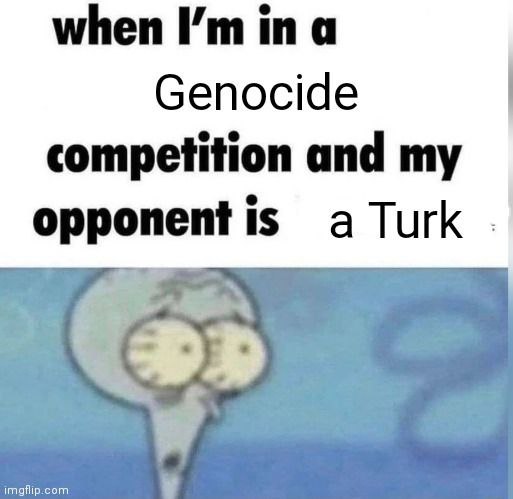 when I'm in a
Genocide
competition and my
opponent is a Turk
imgflip.com